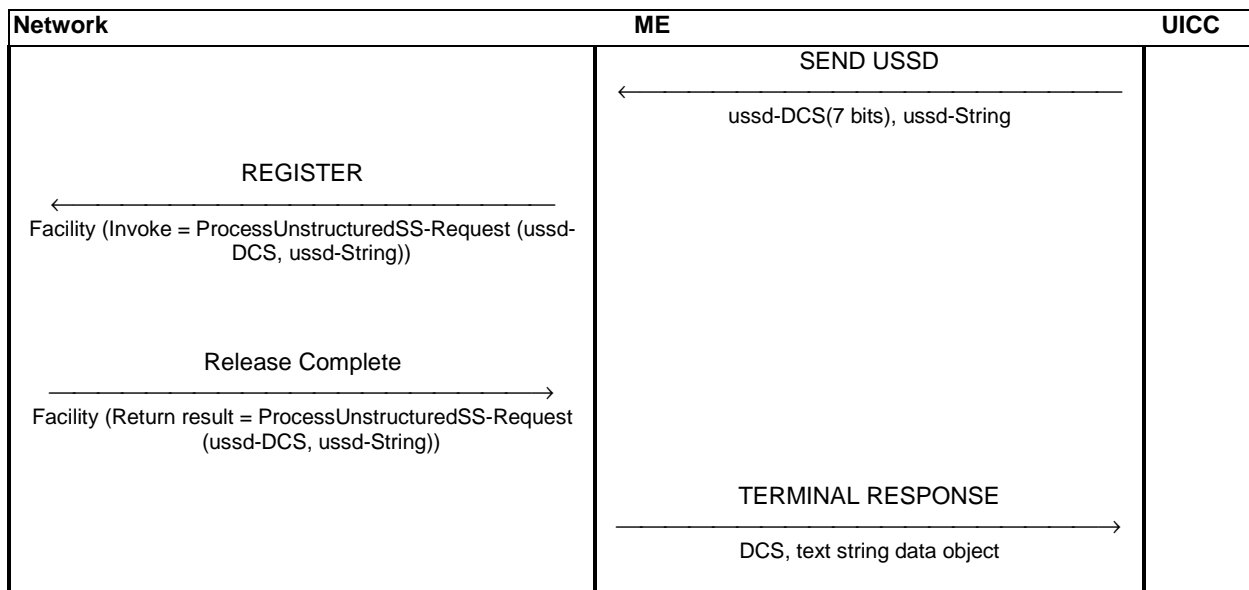 Network ME UICC
SEND USSD
ussd-DCS(7 bits), ussd-String
REGISTER
Facility (Invoke = ProcessUnstructuredSS-Request (ussd-
DCS, ussd-String))
Release Complete
Facility (Return result = ProcessUnstructuredSS-Request
(ussd-DCS, ussd-String))
TERMINAL RESPONSE
DCS, text string data object